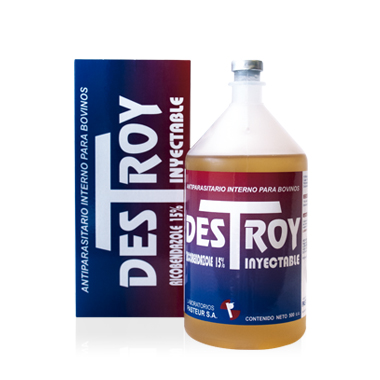 ANTIPARASITARIO INTERNO PARA BOVINOS
DESTROY
RICOBENDAZOLE 15%
INYECTABLE
ANTIPARASITARIO INTERNO PARA BOVINOS
DESTROY
RICOBENDAZOLE 15%
INYECTABLE
LABORATORIOS
PASTEUR S.A.
CONTENIDO NETO 500 c.c.